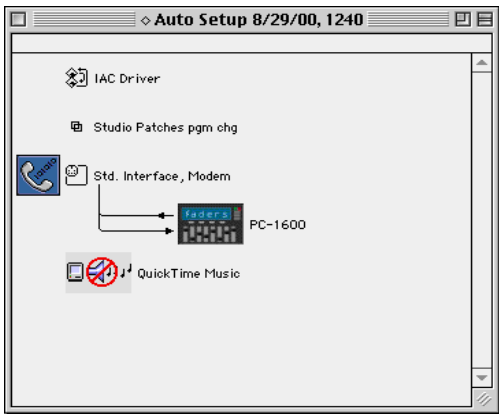 Auto Setup 8/29/00, 1240
IAC Driver
Studio Patches pgm chg
Std. Interface, Modem
faders
PC-1600
QuickTime Music